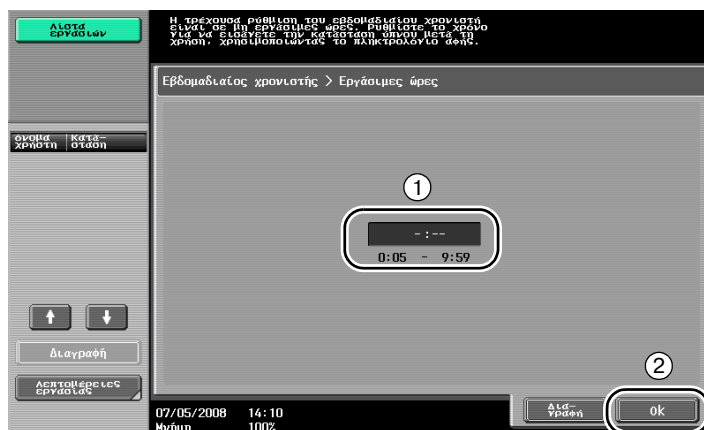 Λίστα
εργασιών
Η τρέχουσα ρύθμιση του εβδομαδιαίου χρονιστή
είναι σε μη εργάσιμες ώρες. Ρυθμίστε το χρόνο
για να εισάγετε την κατάσταση ύπνου μετά τη
χρήση, χρησιμοποιώντας το πληκτρολόγιο αφής.
Εβδομαδιαίος χρονιστής > Εργάσιμες ώρες
όνομα
χρήστη
Κατά-
σταση
1
-:--
0:05 - 9:59
Διαγραφή
Λεπτομέρειες
εργασίας
2
Δια-
γραφή
οk
07/05/2008 14:10
Μνήμη 100%